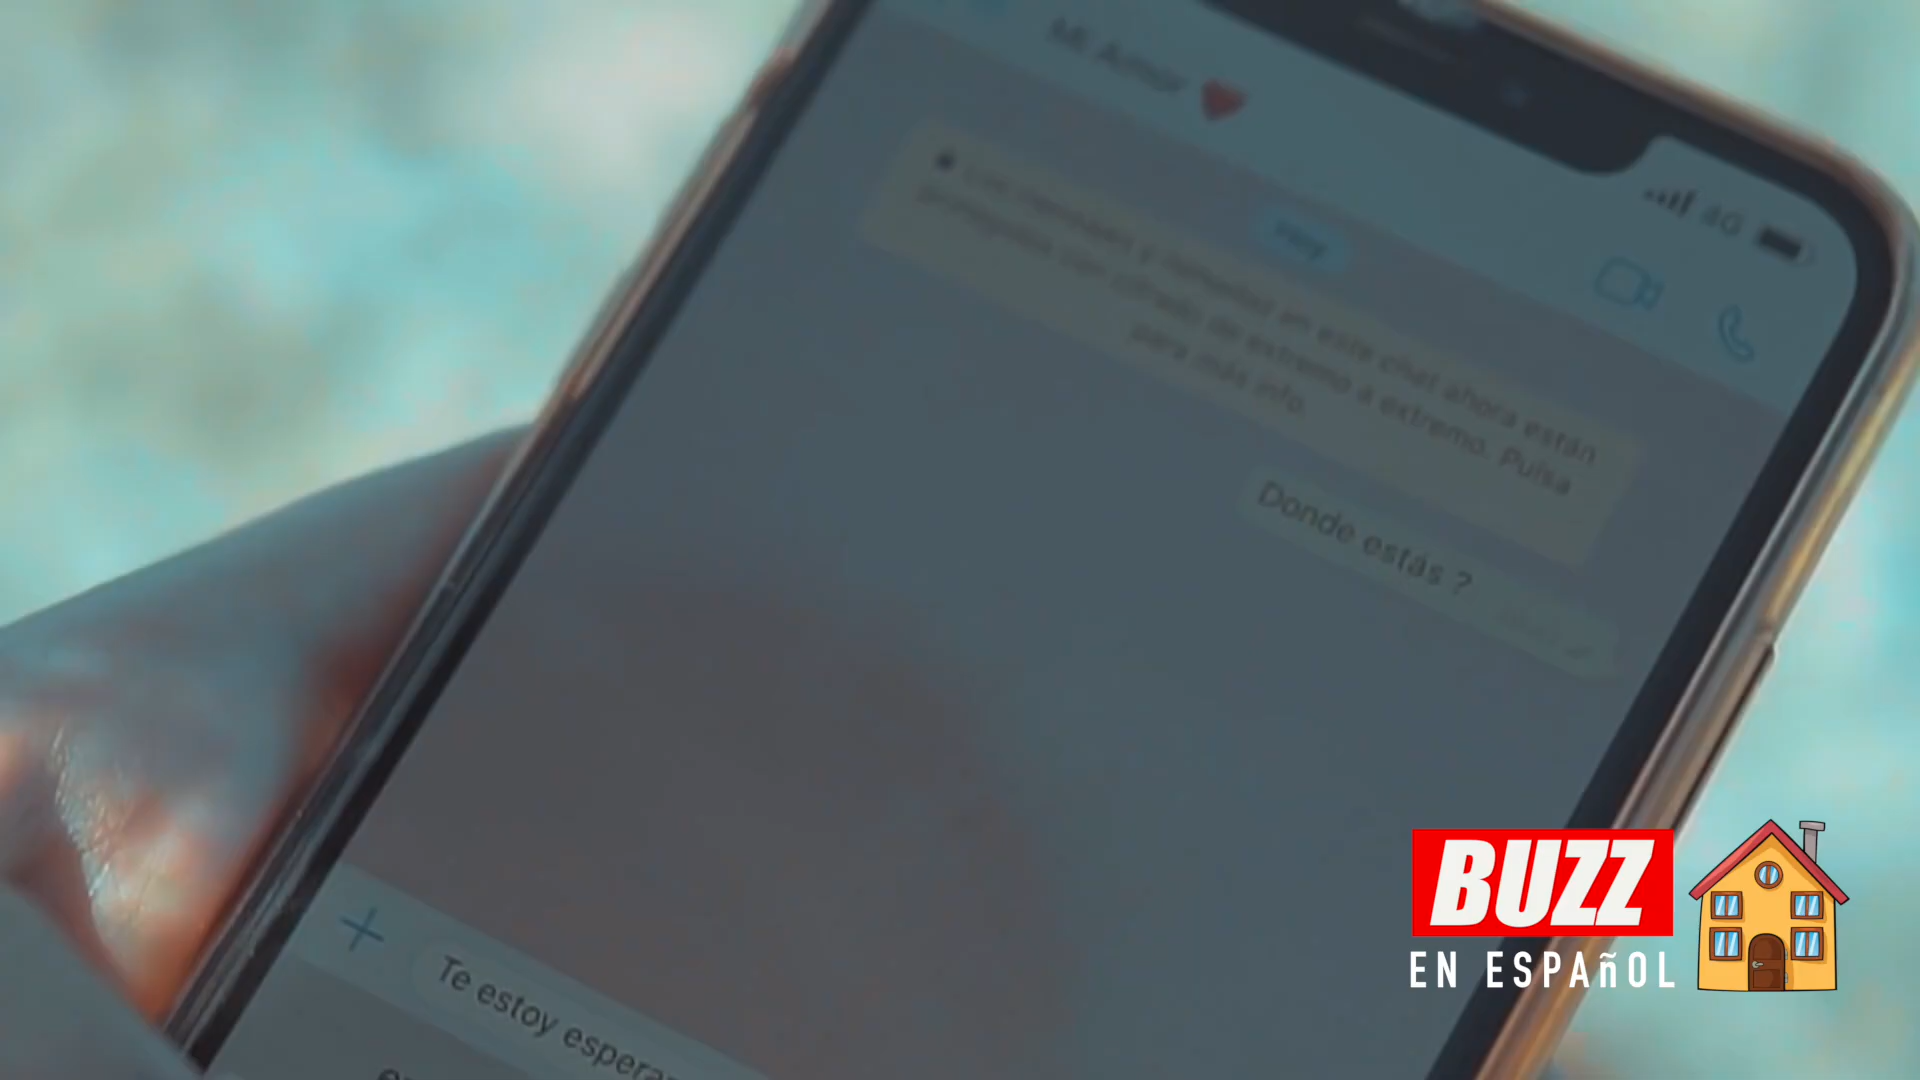 Mi Amor
4G
Hoy
Los mensajes y llamadas en este chat ahora están
protegidos con cifrado de extremo a extremo. Pulsa
para más info.
Donde estás ?
Te estoy espera
BUZZ
EN ESPAñOL